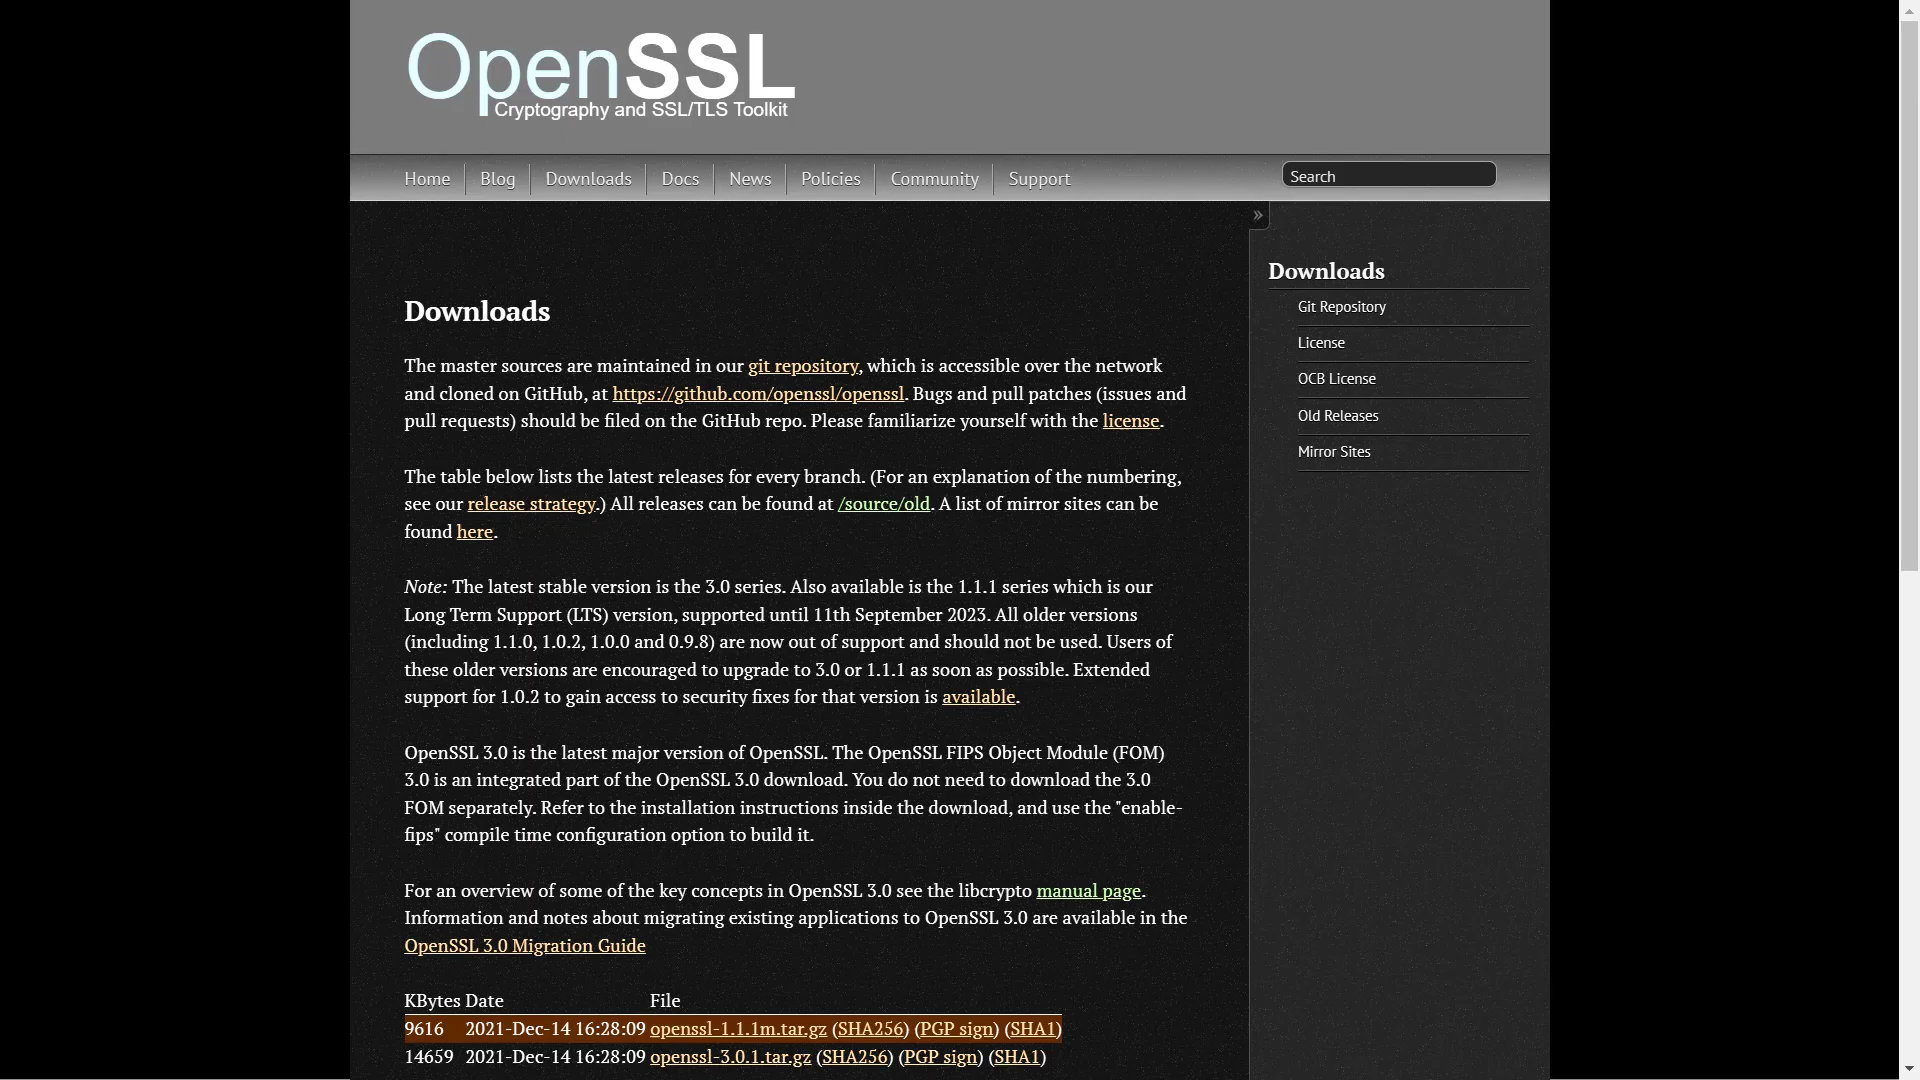 OpenSSL
Cryptography and SSL/TLS Toolkit
Home Blog Downloads Docs News Policies Community Support
Search
»
Downloads
The master sources are maintained in our git repository, which is accessible over the network
and cloned on GitHub, at https://github.com/openssl/openssl. Bugs and pull patches (issues and
pull requests) should be filed on the GitHub repo. Please familiarize yourself with the license.
The table below lists the latest releases for every branch. (For an explanation of the numbering,
see our release strategy.) All releases can be found at /source/old. A list of mirror sites can be
found here.
Note: The latest stable version is the 3.0 series. Also available is the 1.1.1 series which is our
Long Term Support (LTS) version, supported until 11th September 2023. All older versions
(including 1.1.0, 1.0.2, 1.0.0 and 0.9.8) are now out of support and should not be used. Users of
these older versions are encouraged to upgrade to 3.0 or 1.1.1 as soon as possible. Extended
support for 1.0.2 to gain access to security fixes for that version is available.
OpenSSL 3.0 is the latest major version of OpenSSL. The OpenSSL FIPS Object Module (FOM)
3.0 is an integrated part of the OpenSSL 3.0 download. You do not need to download the 3.0
FOM separately. Refer to the installation instructions inside the download, and use the "enable-
fips" compile time configuration option to build it.
For an overview of some of the key concepts in OpenSSL 3.0 see the libcrypto manual page.
Information and notes about migrating existing applications to OpenSSL 3.0 are available in the
OpenSSL 3.0 Migration Guide
KBytes Date File
9616 2021-Dec-14 16:28:09 openssl-1.1.1m.tar.gz (SHA256) (PGP sign) (SHA1)
14659 2021-Dec-14 16:28:09 openssl-3.0.1.tar.gz (SHA256) (PGP sign) (SHA1)
Downloads
Git Repository
License
OCB License
Old Releases
Mirror Sites